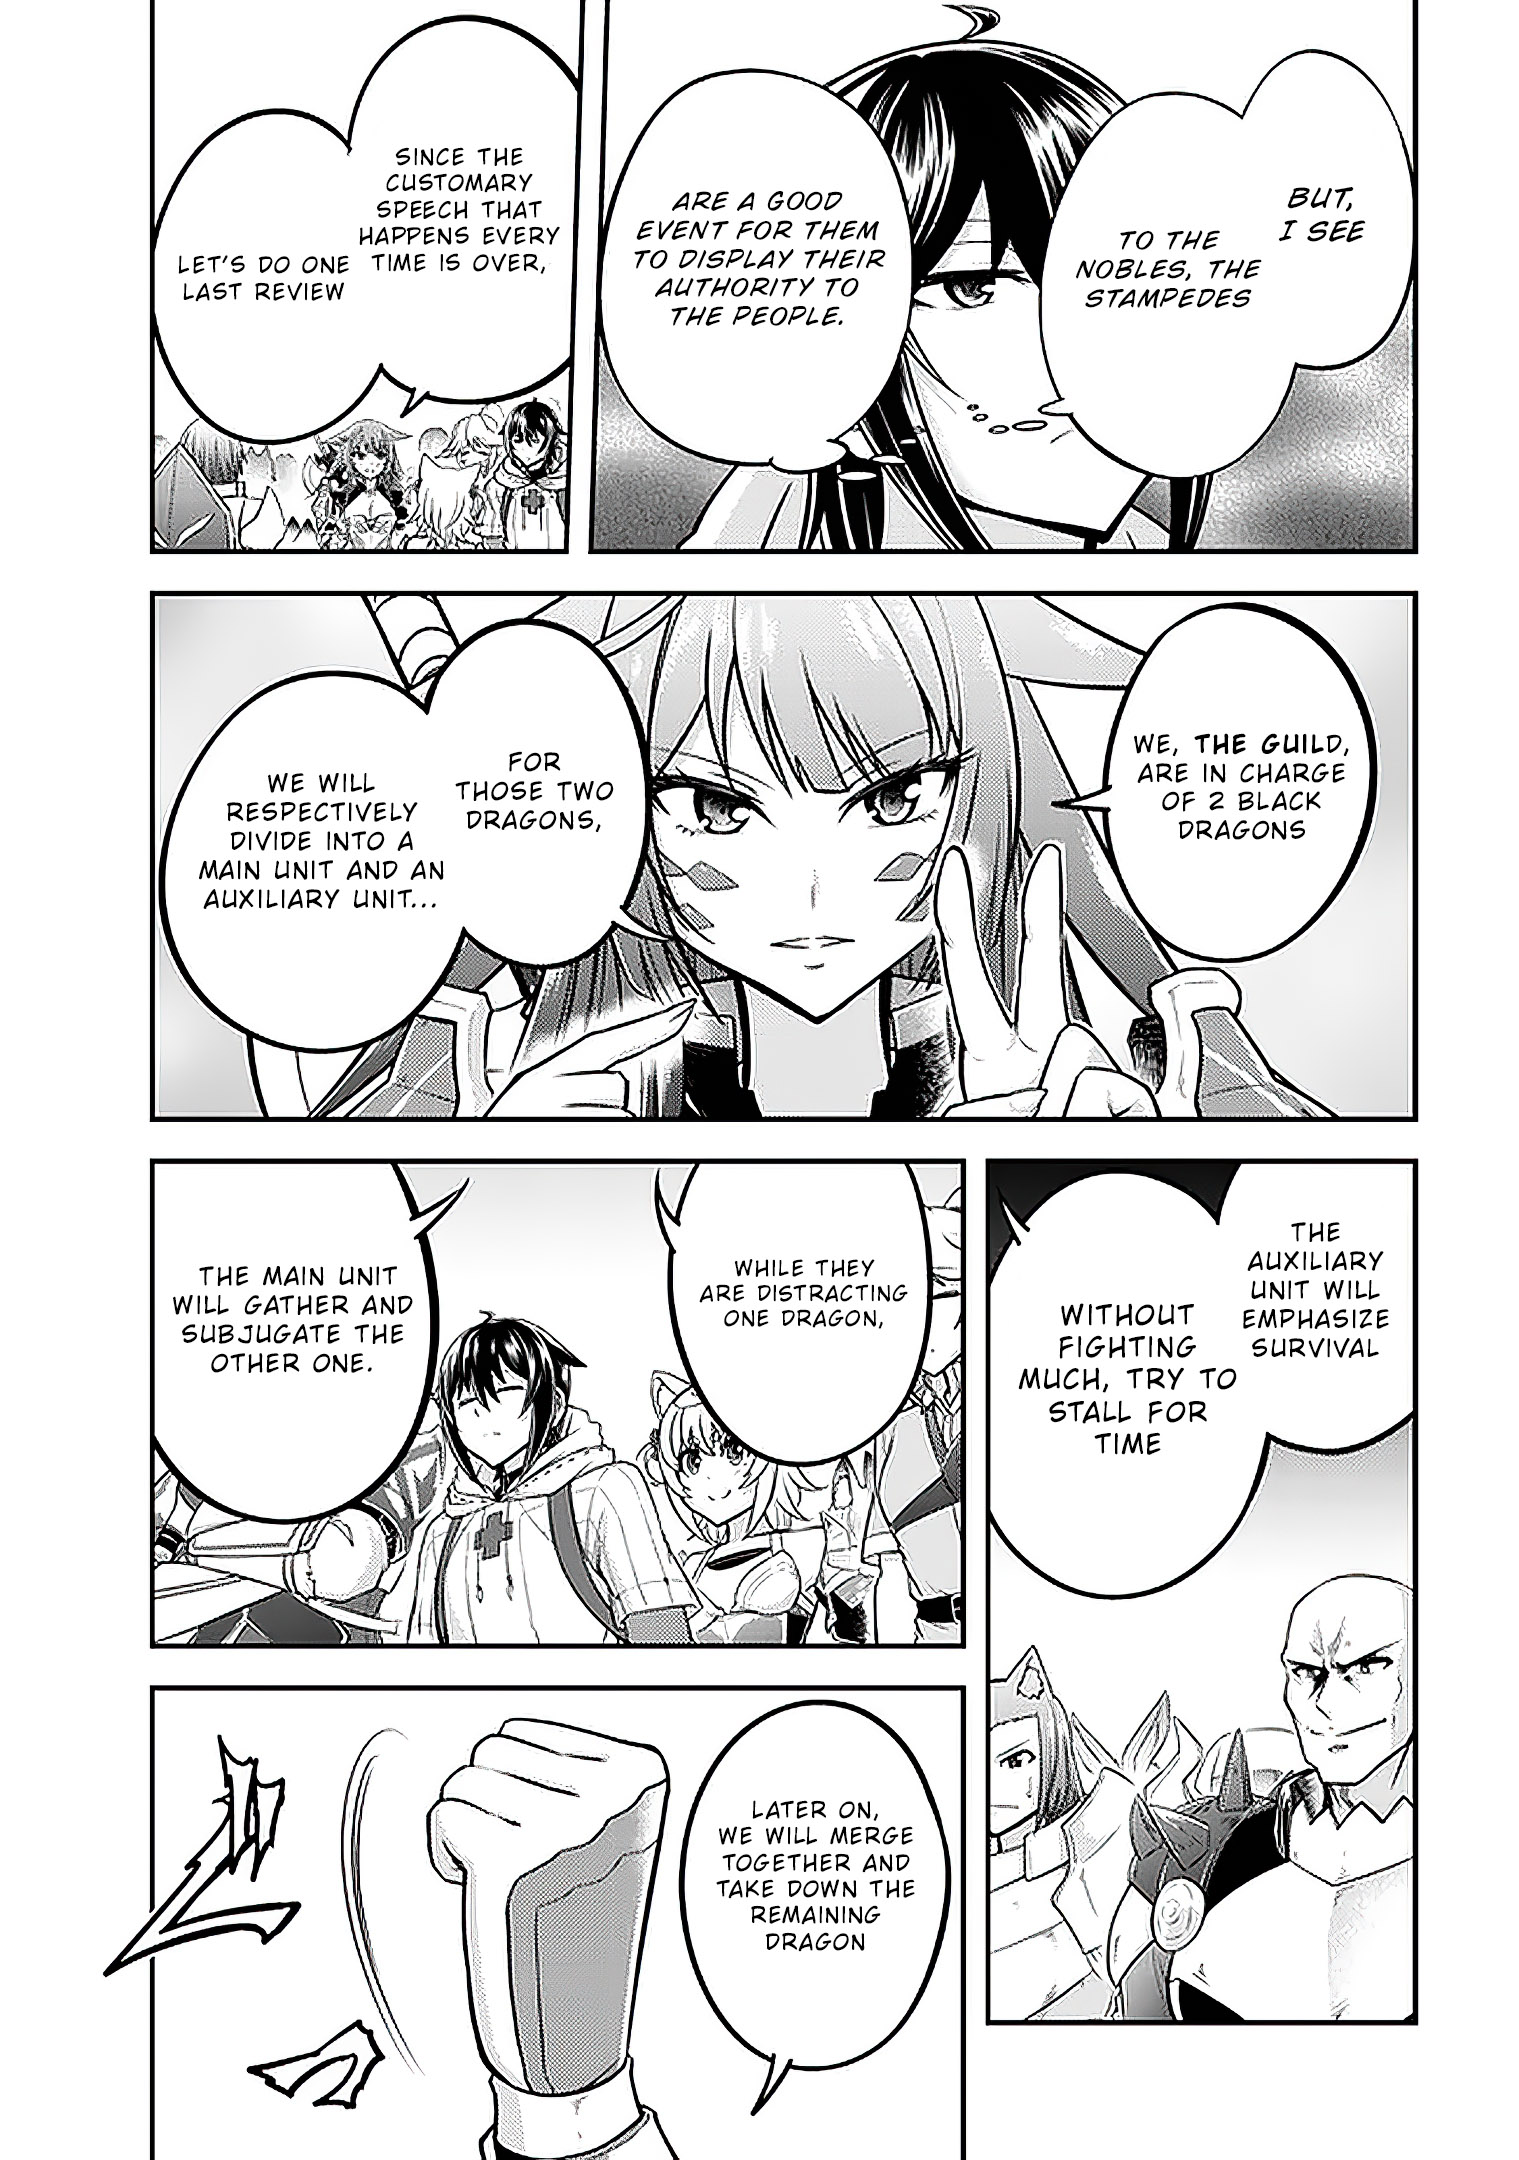 BUT,
I SEE
TO THE
NOBLES, THE
STAMPEDES
ARE A GOOD
EVENT FOR THEM
TO DISPLAY THEIR
AUTHORITY TO
THE PEOPLE.
SINCE THE
CUSTOMARY
SPEECH THAT
HAPPENS EVERY
TIME IS OVER,
LET'S DO ONE
LAST REVIEW
WE, THE GUILD,
ARE IN CHARGE
OF 2 BLACK
DRAGONS
FOR
THOSE TWO
DRAGONS,
WE WILL
RESPECTIVELY
DIVIDE INTO A
MAIN UNIT AND AN
AUXILIARY UNIT...
THE
AUXILIARY
UNIT WILL
EMPHASIZE
SURVIVAL
WITHOUT
FIGHTING
MUCH, TRY TO
STALL FOR
TIME
WHILE THEY
ARE DISTRACTING
ONE DRAGON,
THE MAIN UNIT
WILL GATHER AND
SUBJUGATE THE
OTHER ONE.
LATER ON,
WE WILL MERGE
TOGETHER AND
TAKE DOWN THE
REMAINING
DRAGON